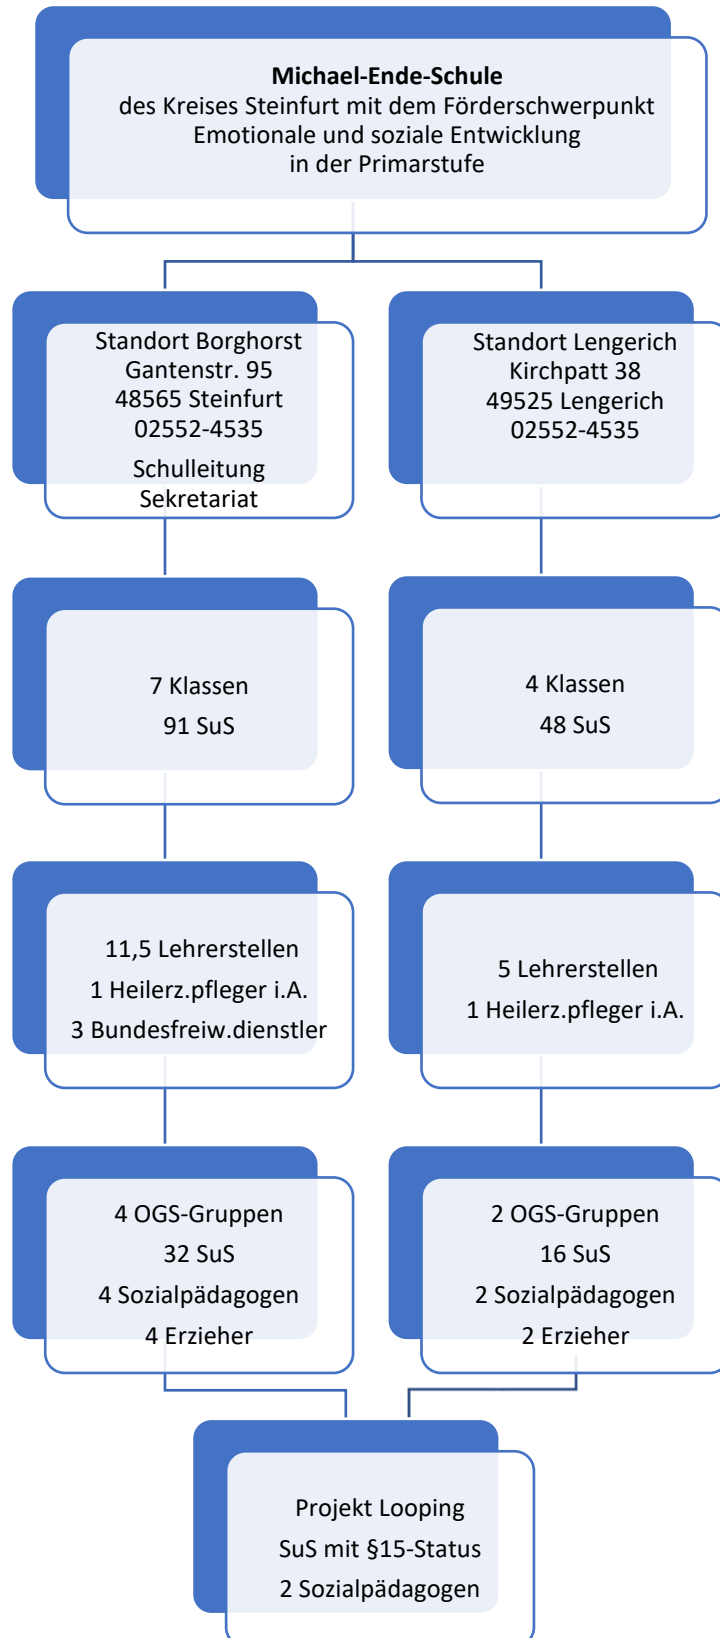 Michael-Ende-Schule
des Kreises Steinfurt mit dem Förderschwerpunkt
Emotionale und soziale Entwicklung
in der Primarstufe
Standort Borghorst
Gantenstr. 95
48565 Steinfurt
02552-4535
Schulleitung
Sekretariat
Standort Lengerich
Kirchpatt 38
49525 Lengerich
02552-4535
7 Klassen
91 SuS
4 Klassen
48 SuS
11,5 Lehrerstellen
1 Heilerz.pfleger i.A.
3 Bundesfreiw.dienstler
5 Lehrerstellen
1 Heilerz.pfleger i.A.
4 OGS-Gruppen
32 SuS
4 Sozialpädagogen
4 Erzieher
2 OGS-Gruppen
16 SuS
2 Sozialpädagogen
2 Erzieher
Projekt Looping
SuS mit §15-Status
2 Sozialpädagogen